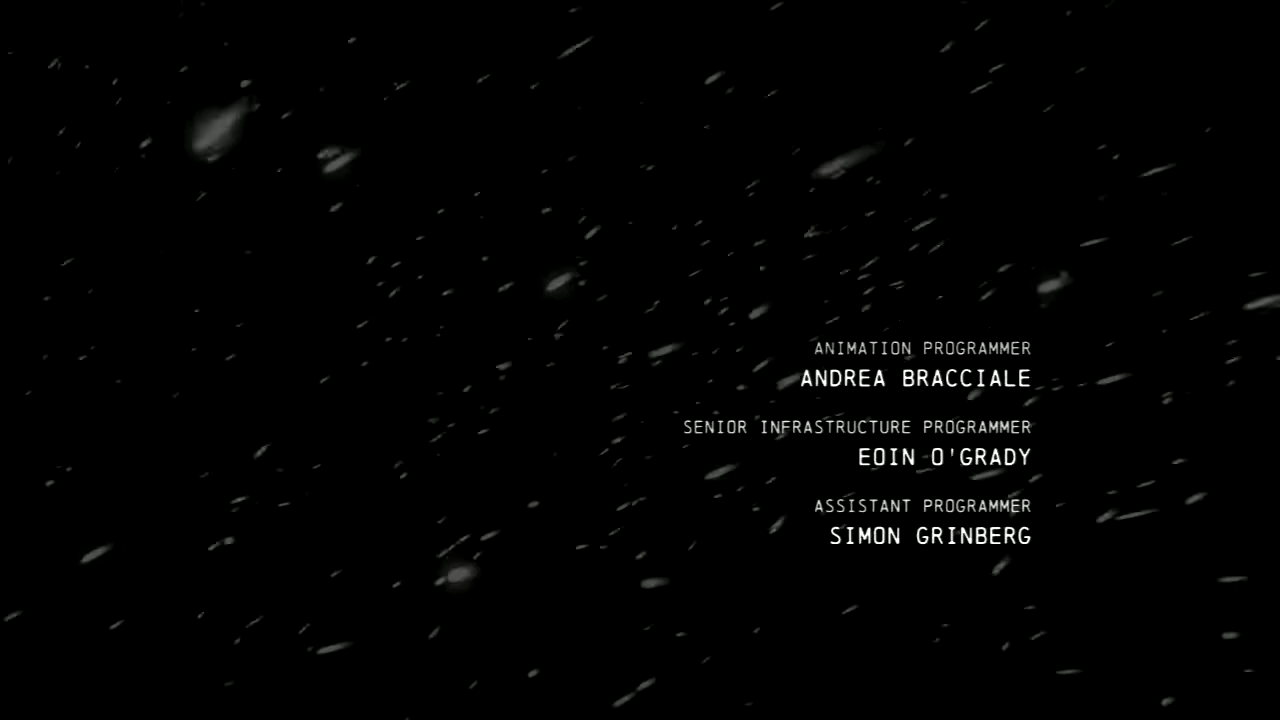 ANIMATION PROGRAMMER
ANDREA BRACCIALE
SENIOR INFRASTRUCTURE PROGRAMMER
EOIN O'GRADY
ASSISTANT PROGRAMMER
SIMON GRINBERG